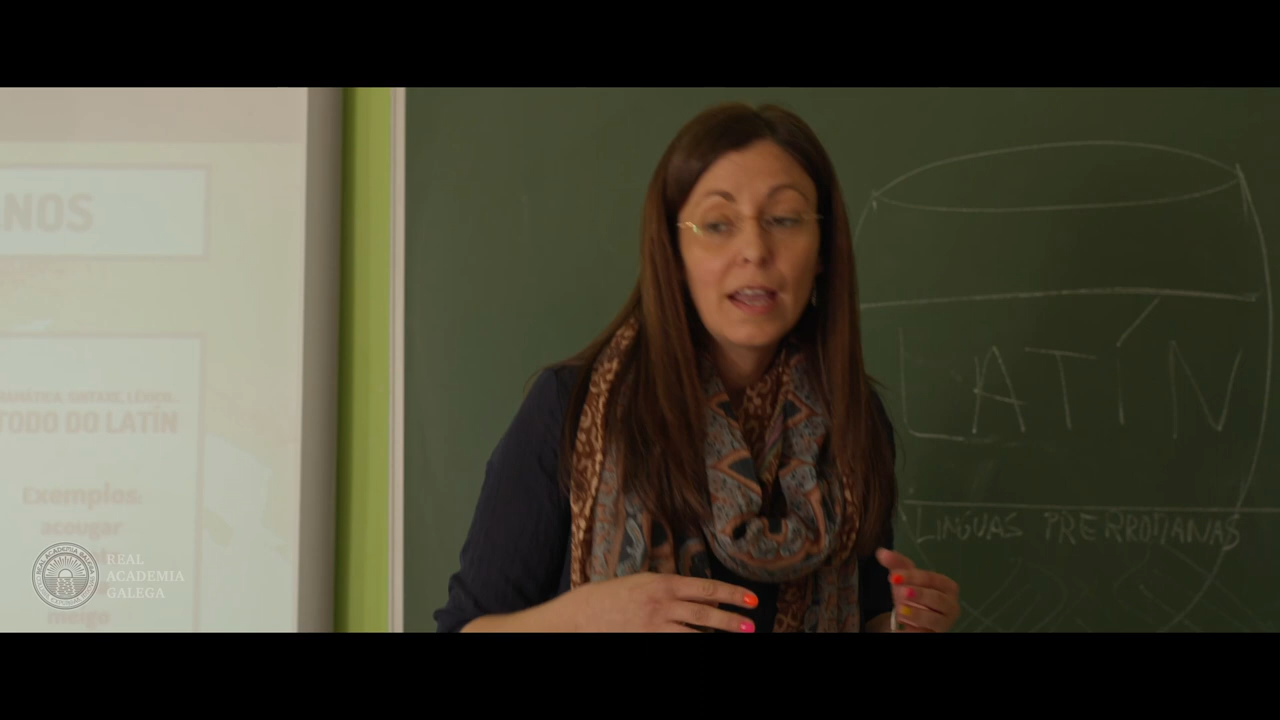 NOS
TODO DO LATÍN
Exemplos:
acougar
meigo
REAL
ACADEMIA
GALEGA
LATÍN
LINGUAS PRERROMANAS